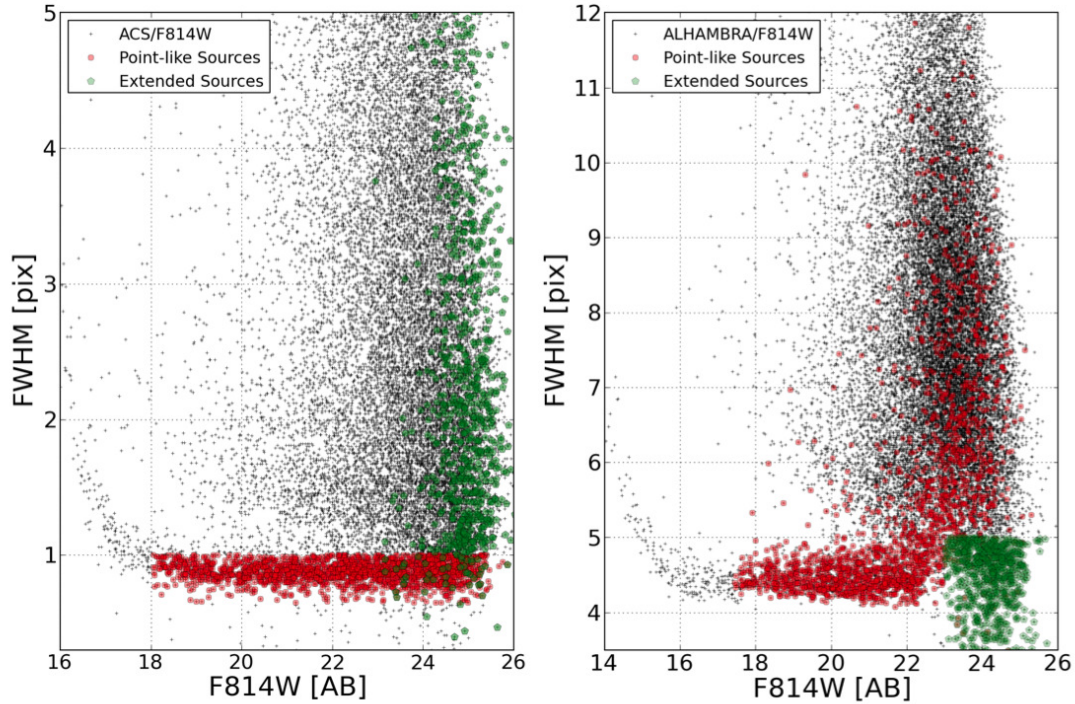 ACS/F814W
Point-like Sources
Extended Sources
5
4
3
2
1
FWHM [pix]
16
18
20
22
24
26
F814W [AB]
ALHAMBRA/F814W
Point-like Sources
Extended Sources
12
11
10
9
8
7
6
5
4
FWHM [pix]
14
16
18
20
22
24
26
F814W [AB]